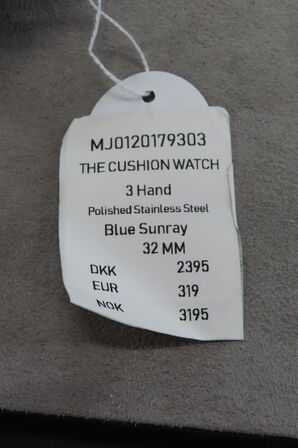 MJ0120179303
THE CUSHION WATCH
3 Hand
Polished Stainless Steel
Blue Sunray
32 MM
DKK 2395
EUR 319
NOK 3195